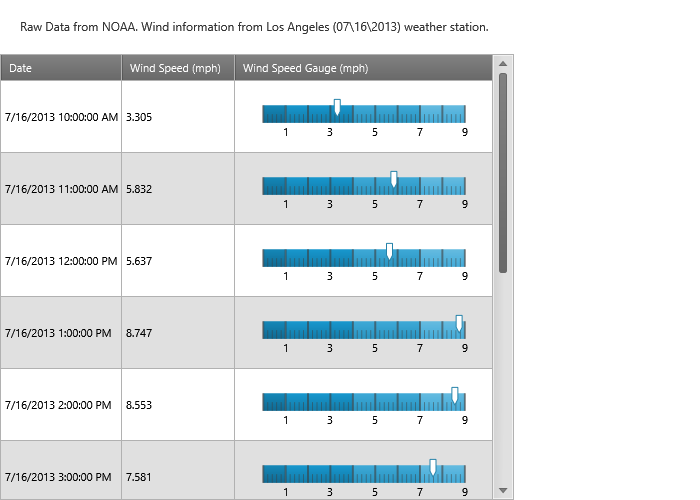 Raw Data from NOAA. Wind information from Los Angeles (07\16\2013) weather station.
Date Wind Speed (mph) Wind Speed Gauge (mph)
7/16/2013 10:00:00 AM 3.305
1 3 5 7 9
7/16/2013 11:00:00 AM 5.832
1 3 5 7 9
7/16/2013 12:00:00 PM 5.637
1 3 5 7 9
7/16/2013 1:00:00 PM 8.747
1 3 5 7 9
7/16/2013 2:00:00 PM 8.553
1 3 5 7 9
7/16/2013 3:00:00 PM 7.581
1 3 5 7 9